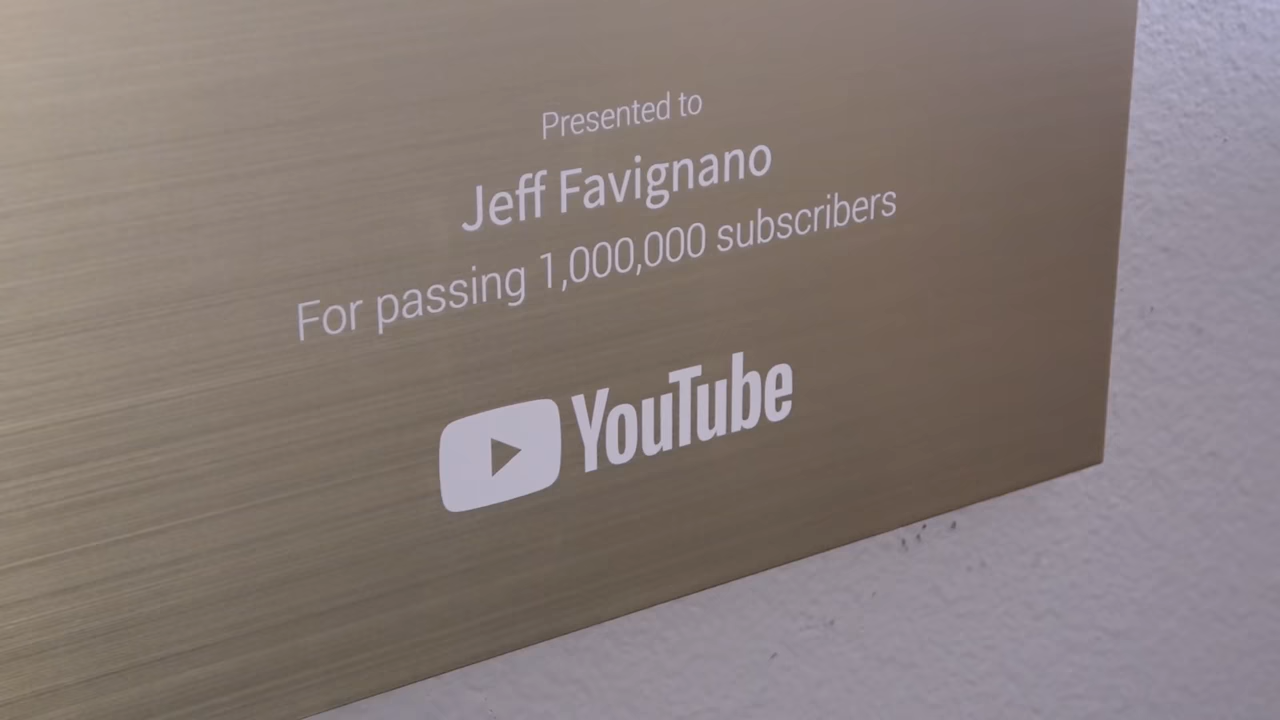 Presented to
Jeff Favignano
For passing 1,000,000 subscribers
YouTube